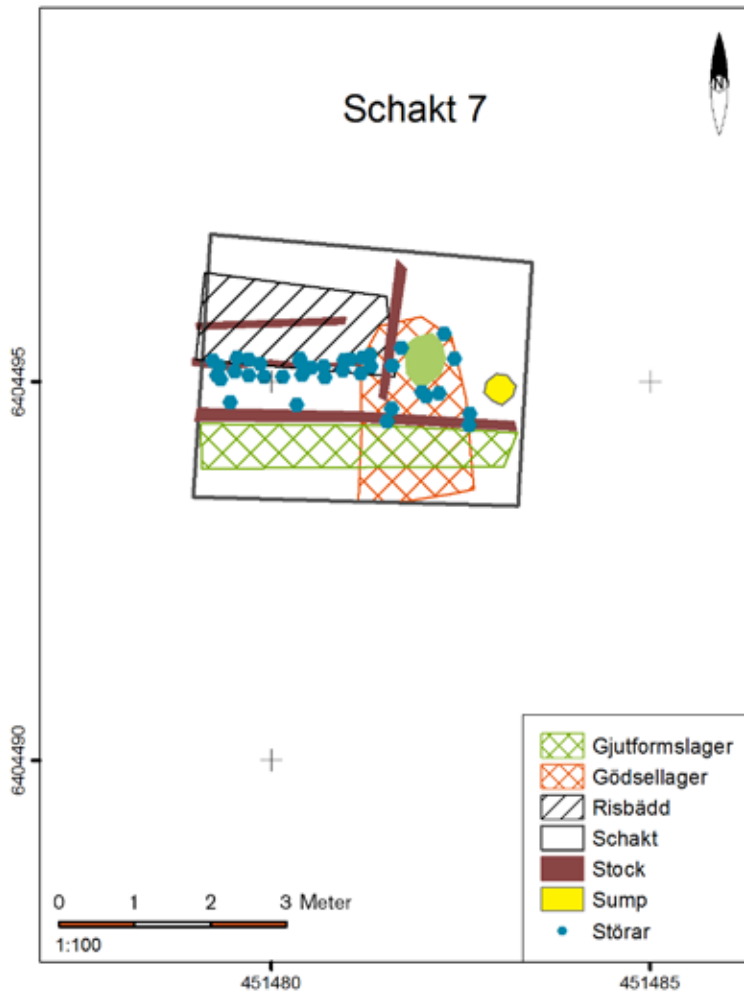 Schakt 7
N
6404495
6404490
Gjutformslager
Gödsellager
Risbädd
Schakt
Stock
Sump
Störar
0 1 2 3 Meter
1:100
451480 451485